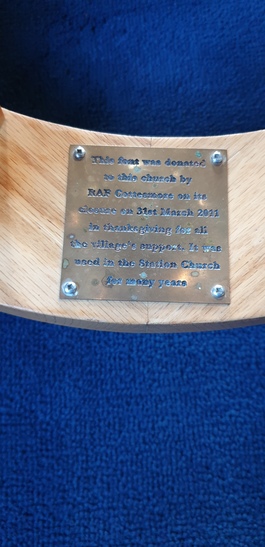 This font was donated
to this church by
RAF Cottesmore on its
closure on 31st March 2011
in thanksgiving for all
the village's support. It was
used in the Station Church
for many years